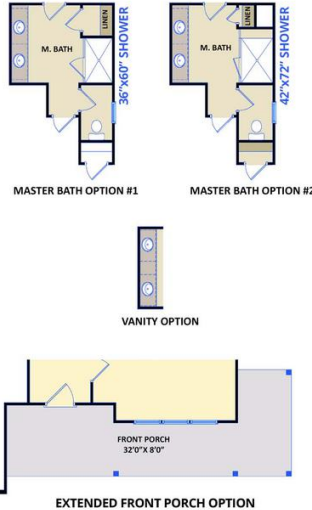 LINEN
M. BATH
36"x60" SHOWER
MASTER BATH OPTION #1
LINEN
M. BATH
42"x72" SHOWER
MASTER BATH OPTION #2
VANITY OPTION
FRONT PORCH
32'0"X 8'0"
EXTENDED FRONT PORCH OPTION